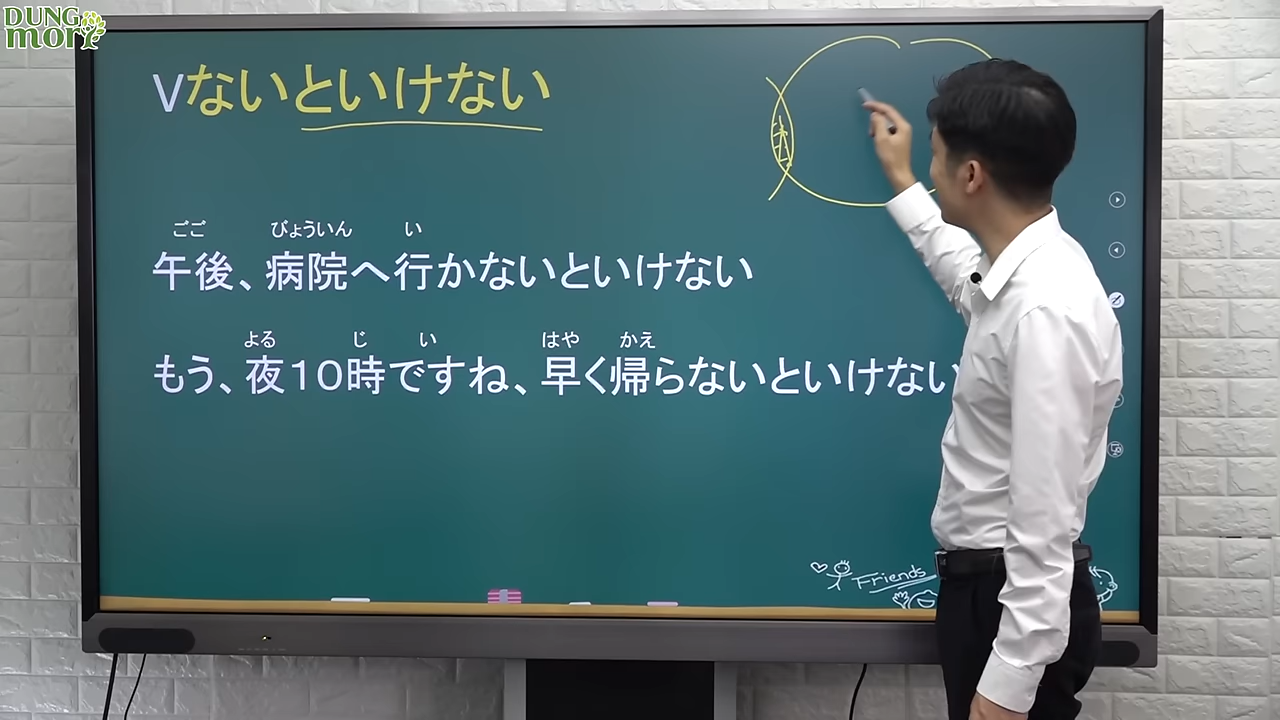 DUNG
mori
Vないといけない
ごご びょういん い
午後、病院へ行かないといけない
よる じ い はや かえ
もう、夜10時ですね、早く帰らないといけない
Friends